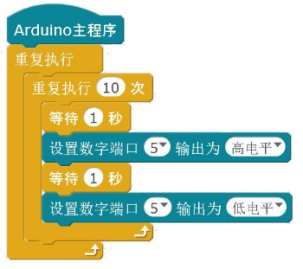 Arduino主程序
重复执行
重复执行 10 次
等待 1 秒
设置数字端口 5 输出为 高电平
等待 1 秒
设置数字端口 5 输出为 低电平